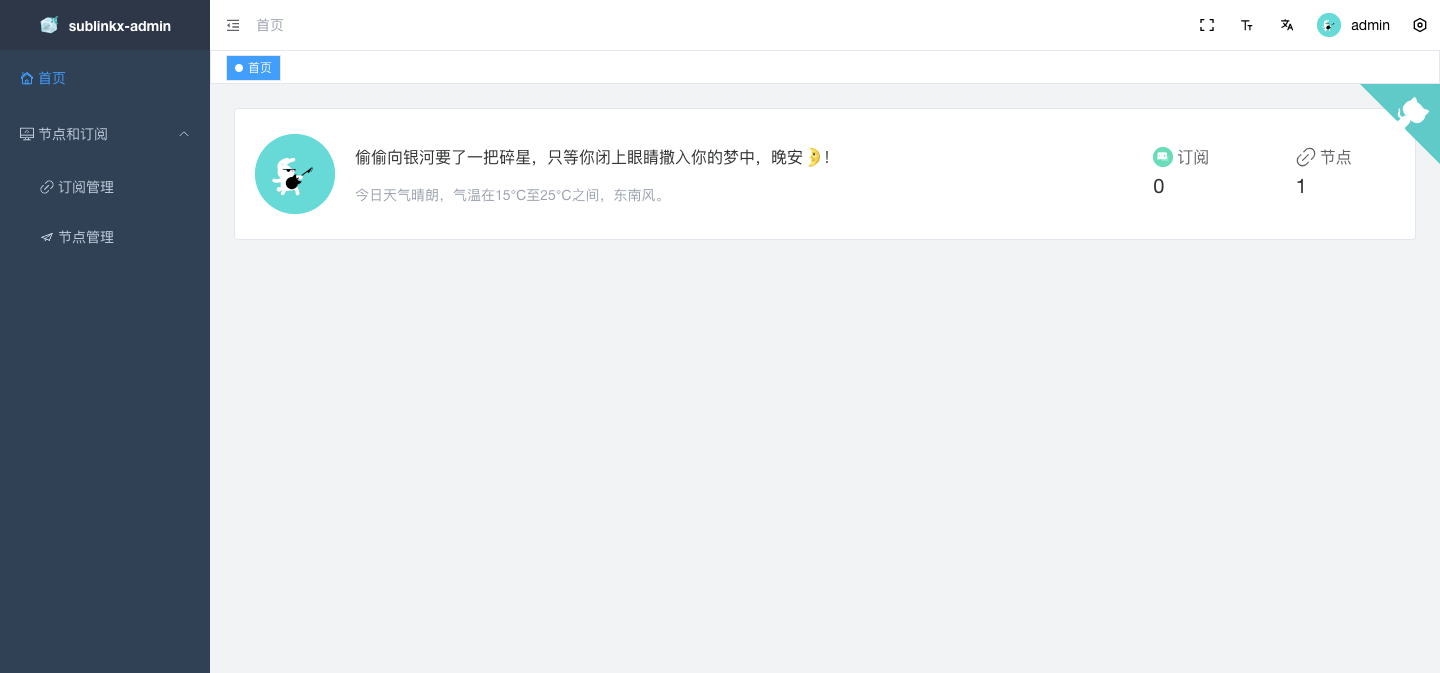 sublinkx-admin
首页
admin
首页
节点和订阅
订阅管理
节点管理
首页
偷偷向银河要了一把碎星，只等你闭上眼睛撒入你的梦中，晚安🌛！
今日天气晴朗，气温在15°C至25°C之间，东南风。
订阅
0
节点
1